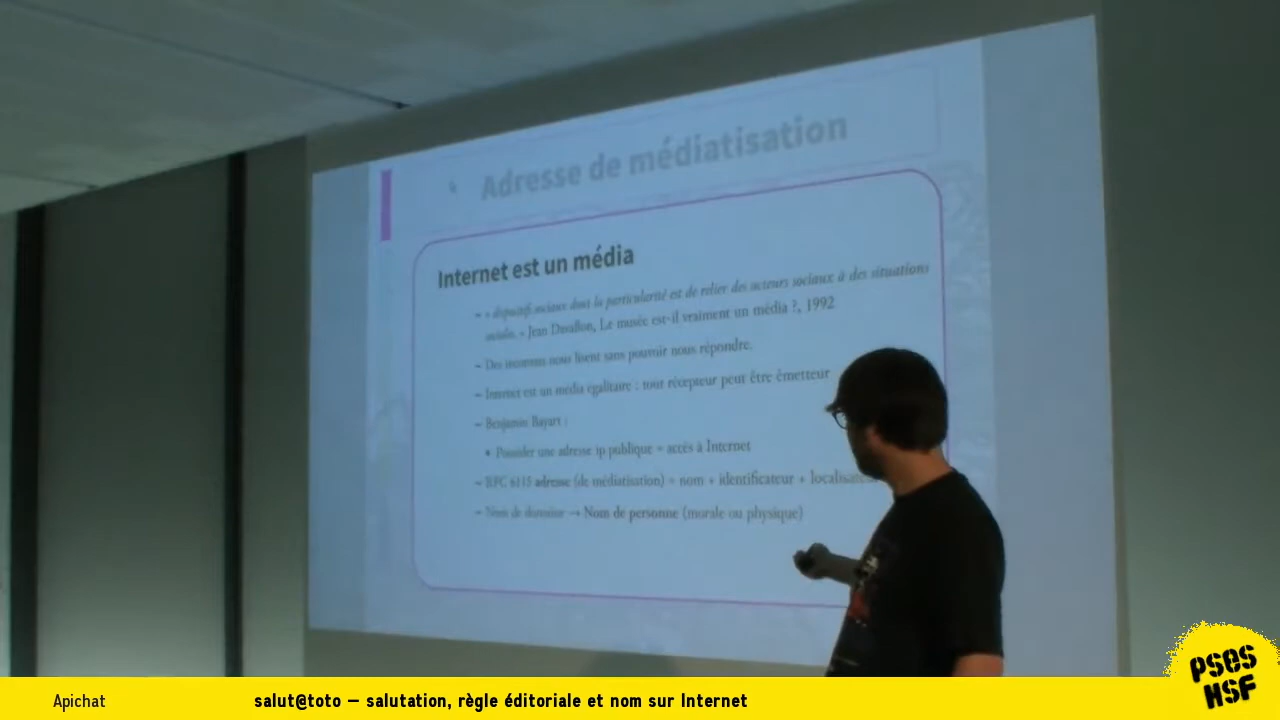 Adresse de médiatisation
Internet est un média
– « dispositifs sociaux dont la particularité est de relier des acteurs sociaux à des situations
sociales. » Jean Davallon, Le musée est-il vraiment un média ?, 1992
– Des inconnus nous lisent sans pouvoir nous répondre.
– Internet est un média égalitaire : tout récepteur peut être émetteur
– Benjamin Bayart :
• Posséder une adresse ip publique = accès à Internet
– RFC 6115 adresse (de médiatisation) = nom + identificateur +
– Nom de domaine → Nom de personne (morale ou physique)
PSES
HSF
Apichat
salut@toto – salutation, règle éditoriale et nom sur Internet